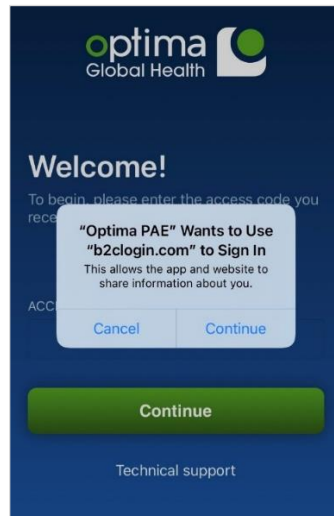 optima
Global Health
Welcome!
To begin, please enter the access code you
rece
"Optima PAE" Wants to Use
"b2clogin.com" to Sign In
This allows the app and website to
share information about you.
ACC
Cancel
Continue
Continue
Technical support